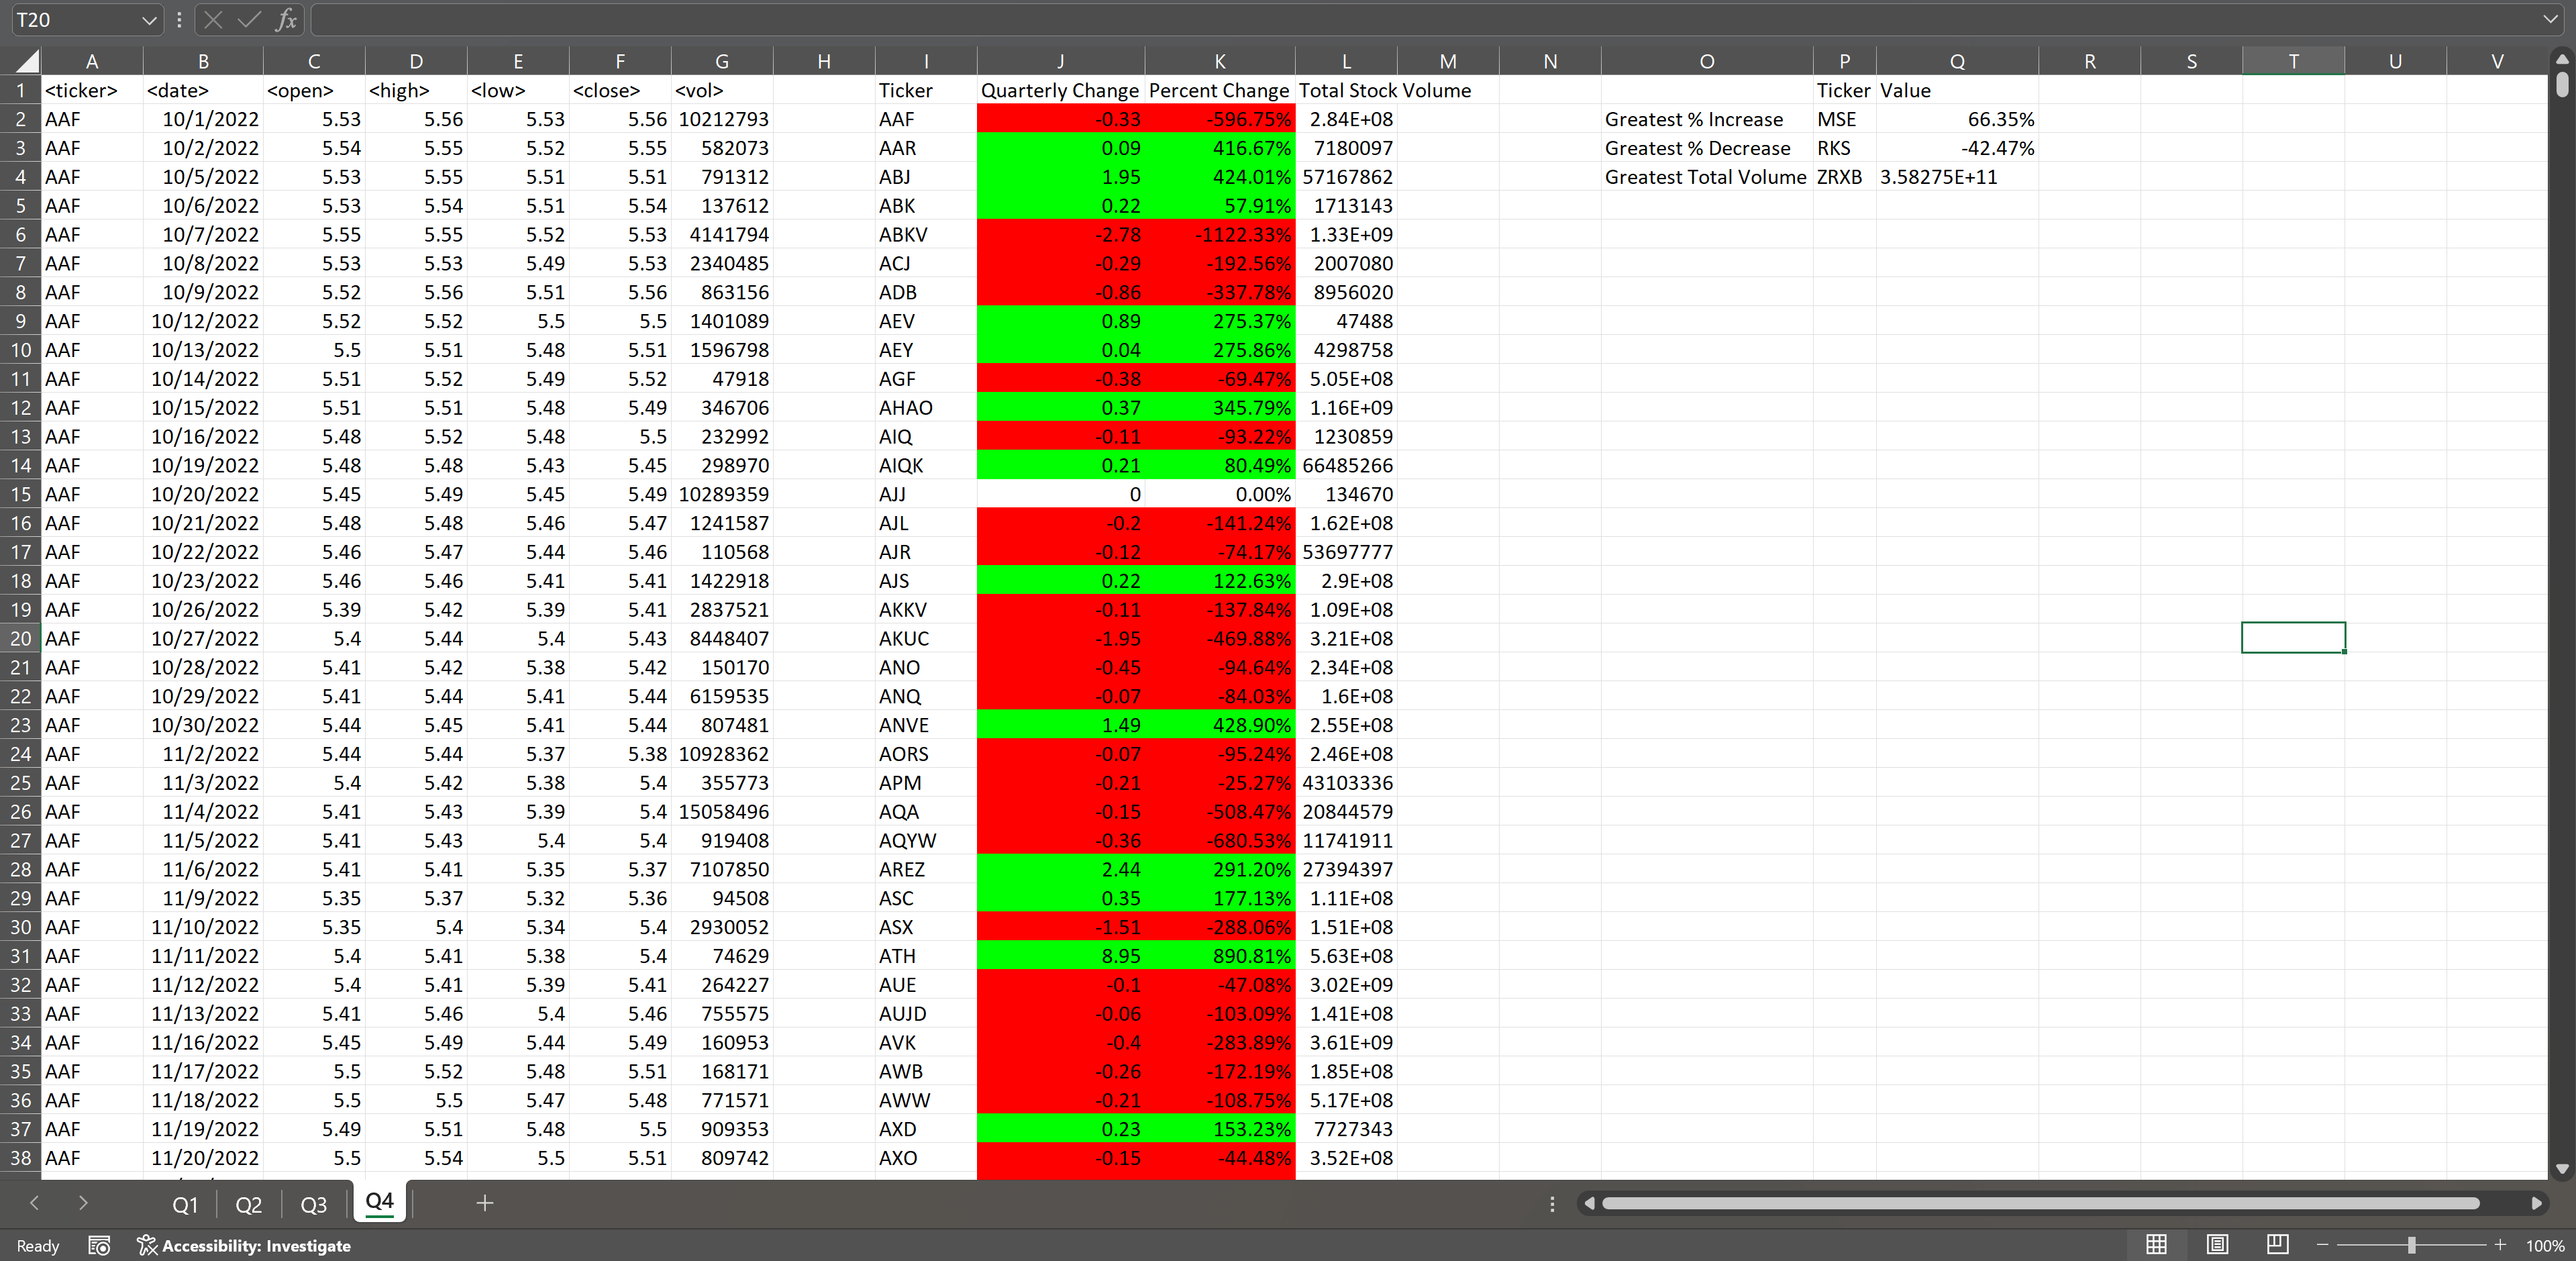 T20 fx
A B C D E F G H I J K L M N O P Q R S T U V
1 <ticker> <date> <open> <high> <low> <close> <vol> Ticker Quarterly Change Percent Change Total Stock Volume Ticker Value
2 AAF 10/1/2022 5.53 5.56 5.53 5.56 10212793 AAF -0.33 -596.75% 2.84E+08 Greatest % Increase MSE 66.35%
3 AAF 10/2/2022 5.54 5.55 5.52 5.55 582073 AAR 0.09 416.67% 7180097 Greatest % Decrease RKS -42.47%
4 AAF 10/5/2022 5.53 5.55 5.51 5.51 791312 ABJ 1.95 424.01% 57167862 Greatest Total Volume ZRXB 3.58275E+11
5 AAF 10/6/2022 5.53 5.54 5.51 5.54 137612 ABK 0.22 57.91% 1713143
6 AAF 10/7/2022 5.55 5.55 5.52 5.53 4141794 ABKV -2.78 -1122.33% 1.33E+09
7 AAF 10/8/2022 5.53 5.53 5.49 5.53 2340485 ACJ -0.29 -192.56% 2007080
8 AAF 10/9/2022 5.52 5.56 5.51 5.56 863156 ADB -0.86 -337.78% 8956020
9 AAF 10/12/2022 5.52 5.52 5.5 5.5 1401089 AEV 0.89 275.37% 47488
10 AAF 10/13/2022 5.5 5.51 5.48 5.51 1596798 AEY 0.04 275.86% 4298758
11 AAF 10/14/2022 5.51 5.52 5.49 5.52 47918 AGF -0.38 -69.47% 5.05E+08
12 AAF 10/15/2022 5.51 5.51 5.48 5.49 346706 AHAO 0.37 345.79% 1.16E+09
13 AAF 10/16/2022 5.48 5.52 5.48 5.5 232992 AIQ -0.11 -93.22% 1230859
14 AAF 10/19/2022 5.48 5.48 5.43 5.45 298970 AIQK 0.21 80.49% 66485266
15 AAF 10/20/2022 5.45 5.49 5.45 5.49 10289359 AJJ 0 0.00% 134670
16 AAF 10/21/2022 5.48 5.48 5.46 5.47 1241587 AJL -0.2 -141.24% 1.62E+08
17 AAF 10/22/2022 5.46 5.47 5.44 5.46 110568 AJR -0.12 -74.17% 53697777
18 AAF 10/23/2022 5.46 5.46 5.41 5.41 1422918 AJS 0.22 122.63% 2.9E+08
19 AAF 10/26/2022 5.39 5.42 5.39 5.41 2837521 AKKV -0.11 -137.84% 1.09E+08
20 AAF 10/27/2022 5.4 5.44 5.4 5.43 8448407 AKUC -1.95 -469.88% 3.21E+08
21 AAF 10/28/2022 5.41 5.42 5.38 5.42 150170 ANO -0.45 -94.64% 2.34E+08
22 AAF 10/29/2022 5.41 5.44 5.41 5.44 6159535 ANQ -0.07 -84.03% 1.6E+08
23 AAF 10/30/2022 5.44 5.45 5.41 5.44 807481 ANVE 1.49 428.90% 2.55E+08
24 AAF 11/2/2022 5.44 5.44 5.37 5.38 10928362 AORS -0.07 -95.24% 2.46E+08
25 AAF 11/3/2022 5.4 5.42 5.38 5.4 355773 APM -0.21 -25.27% 43103336
26 AAF 11/4/2022 5.41 5.43 5.39 5.4 15058496 AQA -0.15 -508.47% 20844579
27 AAF 11/5/2022 5.41 5.43 5.4 5.4 919408 AQYW -0.36 -680.53% 11741911
28 AAF 11/6/2022 5.41 5.41 5.35 5.37 7107850 AREZ 2.44 291.20% 27394397
29 AAF 11/9/2022 5.35 5.37 5.32 5.36 94508 ASC 0.35 177.13% 1.11E+08
30 AAF 11/10/2022 5.35 5.4 5.34 5.4 2930052 ASX -1.51 -288.06% 1.51E+08
31 AAF 11/11/2022 5.4 5.41 5.38 5.4 74629 ATH 8.95 890.81% 5.63E+08
32 AAF 11/12/2022 5.4 5.41 5.39 5.41 264227 AUE -0.1 -47.08% 3.02E+09
33 AAF 11/13/2022 5.41 5.46 5.4 5.46 755575 AUJD -0.06 -103.09% 1.41E+08
34 AAF 11/16/2022 5.45 5.49 5.44 5.49 160953 AVK -0.4 -283.89% 3.61E+09
35 AAF 11/17/2022 5.5 5.52 5.48 5.51 168171 AWB -0.26 -172.19% 1.85E+08
36 AAF 11/18/2022 5.5 5.5 5.47 5.48 771571 AWW -0.21 -108.75% 5.17E+08
37 AAF 11/19/2022 5.49 5.51 5.48 5.5 909353 AXD 0.23 153.23% 7727343
38 AAF 11/20/2022 5.5 5.54 5.5 5.51 809742 AXO -0.15 -44.48% 3.52E+08
Q1 Q2 Q3 Q4
Ready Accessibility: Investigate 100%